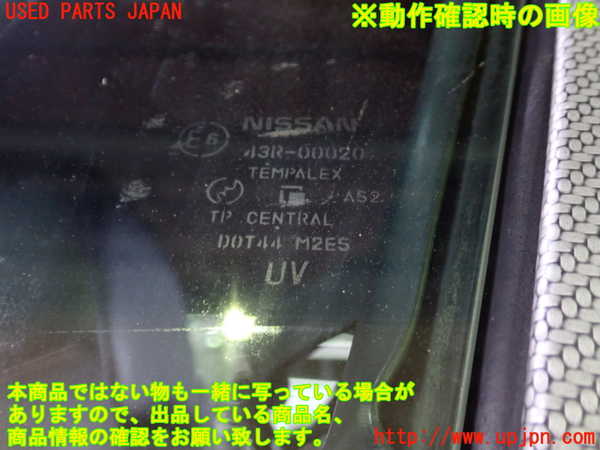 USED PARTS JAPAN
※動作確認時の画像
NISSAN
E6
43R-00020
TEMPALEX
AS2
TP CENTRAL
DOT44 M2E5
UV
本商品ではない物も一緒に写っている場合が
ありますので、出品している商品名、
商品情報の確認をお願い致します。
http://www.upjpn.com/